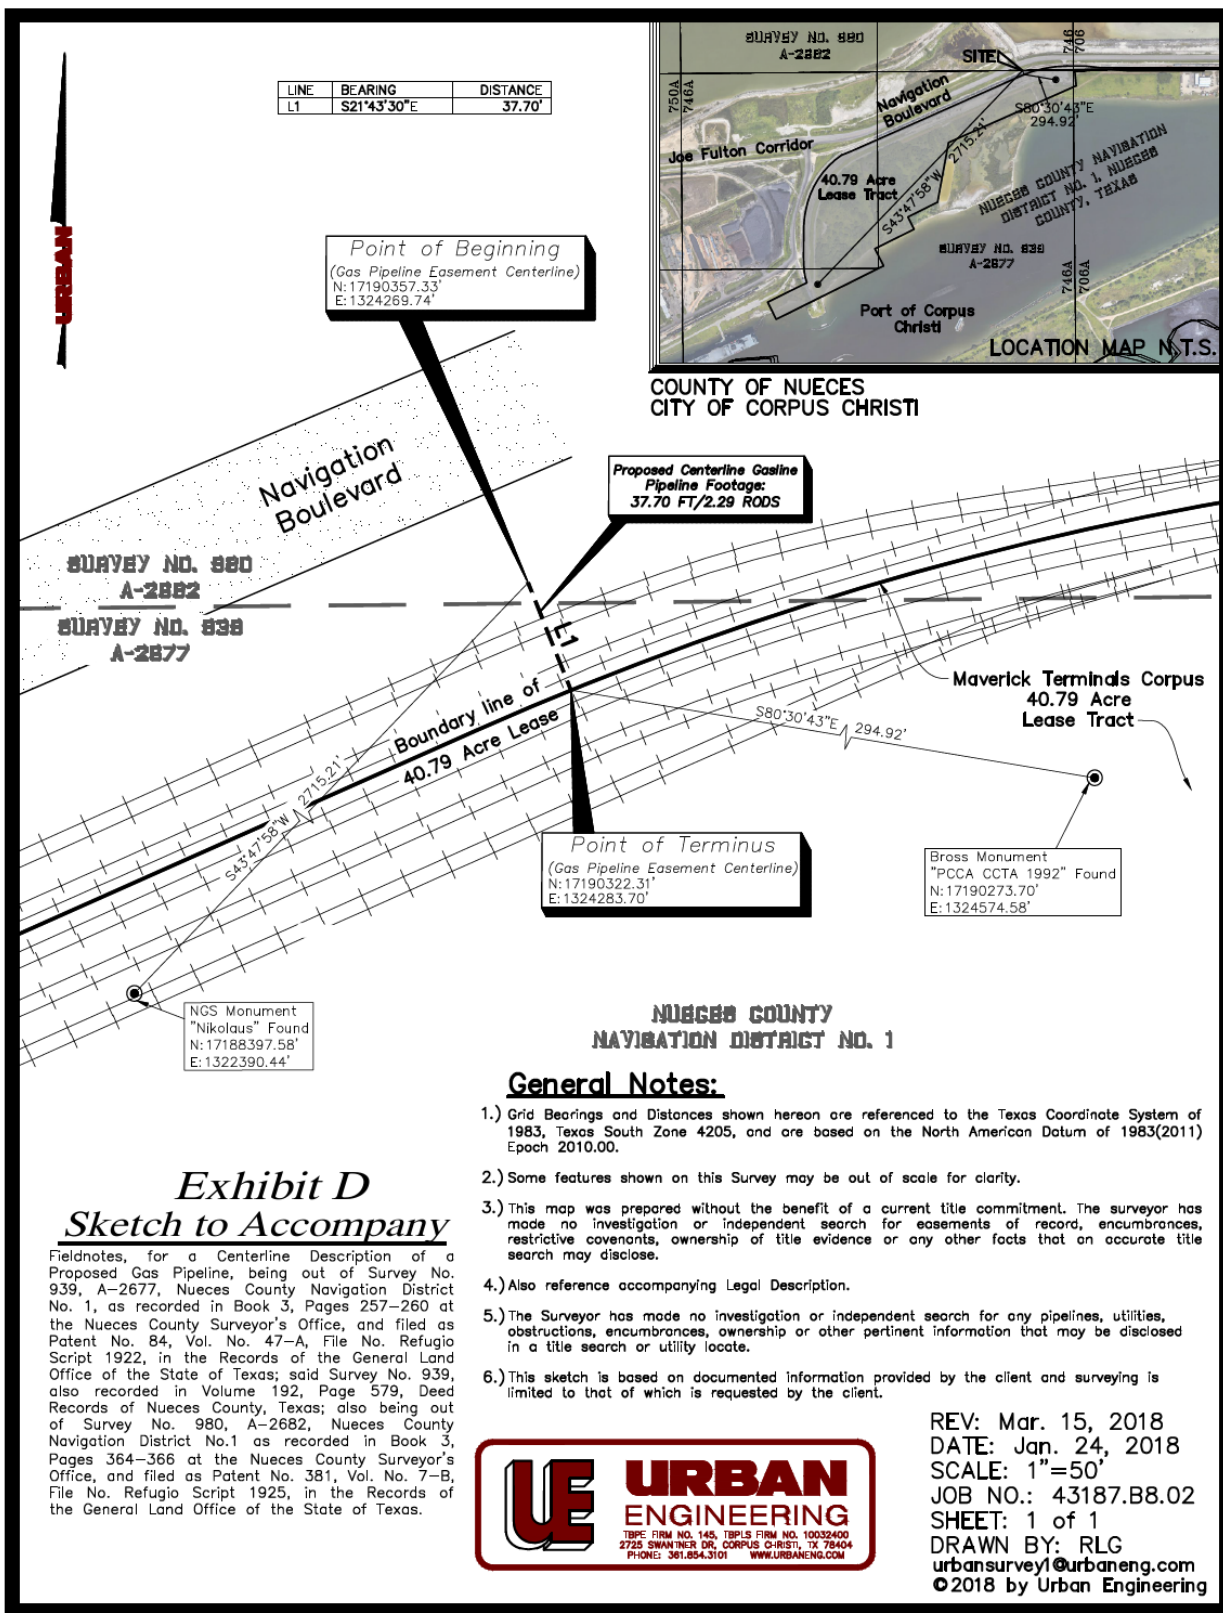 LINE BEARING DISTANCE
L1 S21°43'30"E 37.70'
URBAN
SURVEY NO. 980
A-2682
SITE
746
706
750A
746A
Navigation
Boulevard
S80°30'43"E
294.92'
Joe Fulton Corridor
2715.21'
S43°47'58"W
40.79 Acre
Lease Tract
NUECES COUNTY NAVIGATION
DISTRICT NO. 1, NUECES
COUNTY, TEXAS
SURVEY NO. 939
A-2677
746A
706A
Port of Corpus
Christi
LOCATION MAP N.T.S.
COUNTY OF NUECES
CITY OF CORPUS CHRISTI
Point of Beginning
(Gas Pipeline Easement Centerline)
N:17190357.33'
E:1324269.74'
Navigation
Boulevard
Proposed Centerline Gasline
Pipeline Footage:
37.70 FT/2.29 RODS
SURVEY NO. 980
A-2682
SURVEY NO. 939
A-2677
L1
Boundary line of
40.79 Acre Lease
Maverick Terminals Corpus
40.79 Acre
Lease Tract
S80°30'43"E 294.92'
S43°47'58"W 2715.21'
Point of Terminus
(Gas Pipeline Easement Centerline)
N:17190322.31'
E:1324283.70'
Bross Monument
"PCCA CCTA 1992" Found
N:17190273.70'
E:1324574.58'
NGS Monument
"Nikolaus" Found
N:17188397.58'
E:1322390.44'
NUECES COUNTY
NAVIGATION DISTRICT NO. 1
General Notes:
1.) Grid Bearings and Distances shown hereon are referenced to the Texas Coordinate System of
1983, Texas South Zone 4205, and are based on the North American Datum of 1983(2011)
Epoch 2010.00.
2.) Some features shown on this Survey may be out of scale for clarity.
3.) This map was prepared without the benefit of a current title commitment. The surveyor has
made no investigation or independent search for easements of record, encumbrances,
restrictive covenants, ownership of title evidence or any other facts that an accurate title
search may disclose.
4.) Also reference accompanying Legal Description.
5.) The Surveyor has made no investigation or independent search for any pipelines, utilities,
obstructions, encumbrances, ownership or other pertinent information that may be disclosed
in a title search or utility locate.
6.) This sketch is based on documented information provided by the client and surveying is
limited to that of which is requested by the client.
Exhibit D
Sketch to Accompany
Fieldnotes, for a Centerline Description of a
Proposed Gas Pipeline, being out of Survey No.
939, A-2677, Nueces County Navigation District
No. 1, as recorded in Book 3, Pages 257-260 at
the Nueces County Surveyor's Office, and filed as
Patent No. 84, Vol. No. 47-A, File No. Refugio
Script 1922, in the Records of the General Land
Office of the State of Texas; said Survey No. 939,
also recorded in Volume 192, Page 579, Deed
Records of Nueces County, Texas; also being out
of Survey No. 980, A-2682, Nueces County
Navigation District No.1 as recorded in Book 3,
Pages 364-366 at the Nueces County Surveyor's
Office, and filed as Patent No. 381, Vol. No. 7-B,
File No. Refugio Script 1925, in the Records of
the General Land Office of the State of Texas.
UE
URBAN
ENGINEERING
TBPE FIRM NO. 145, TBPLS FIRM NO. 10032400
2725 SWANTNER DR, CORPUS CHRISTI, TX 78404
PHONE: 361.854.3101 WWW.URBANENG.COM
REV: Mar. 15, 2018
DATE: Jan. 24, 2018
SCALE: 1"=50'
JOB NO.: 43187.B8.02
SHEET: 1 of 1
DRAWN BY: RLG
urbansurvey1@urbaneng.com
©2018 by Urban Engineering